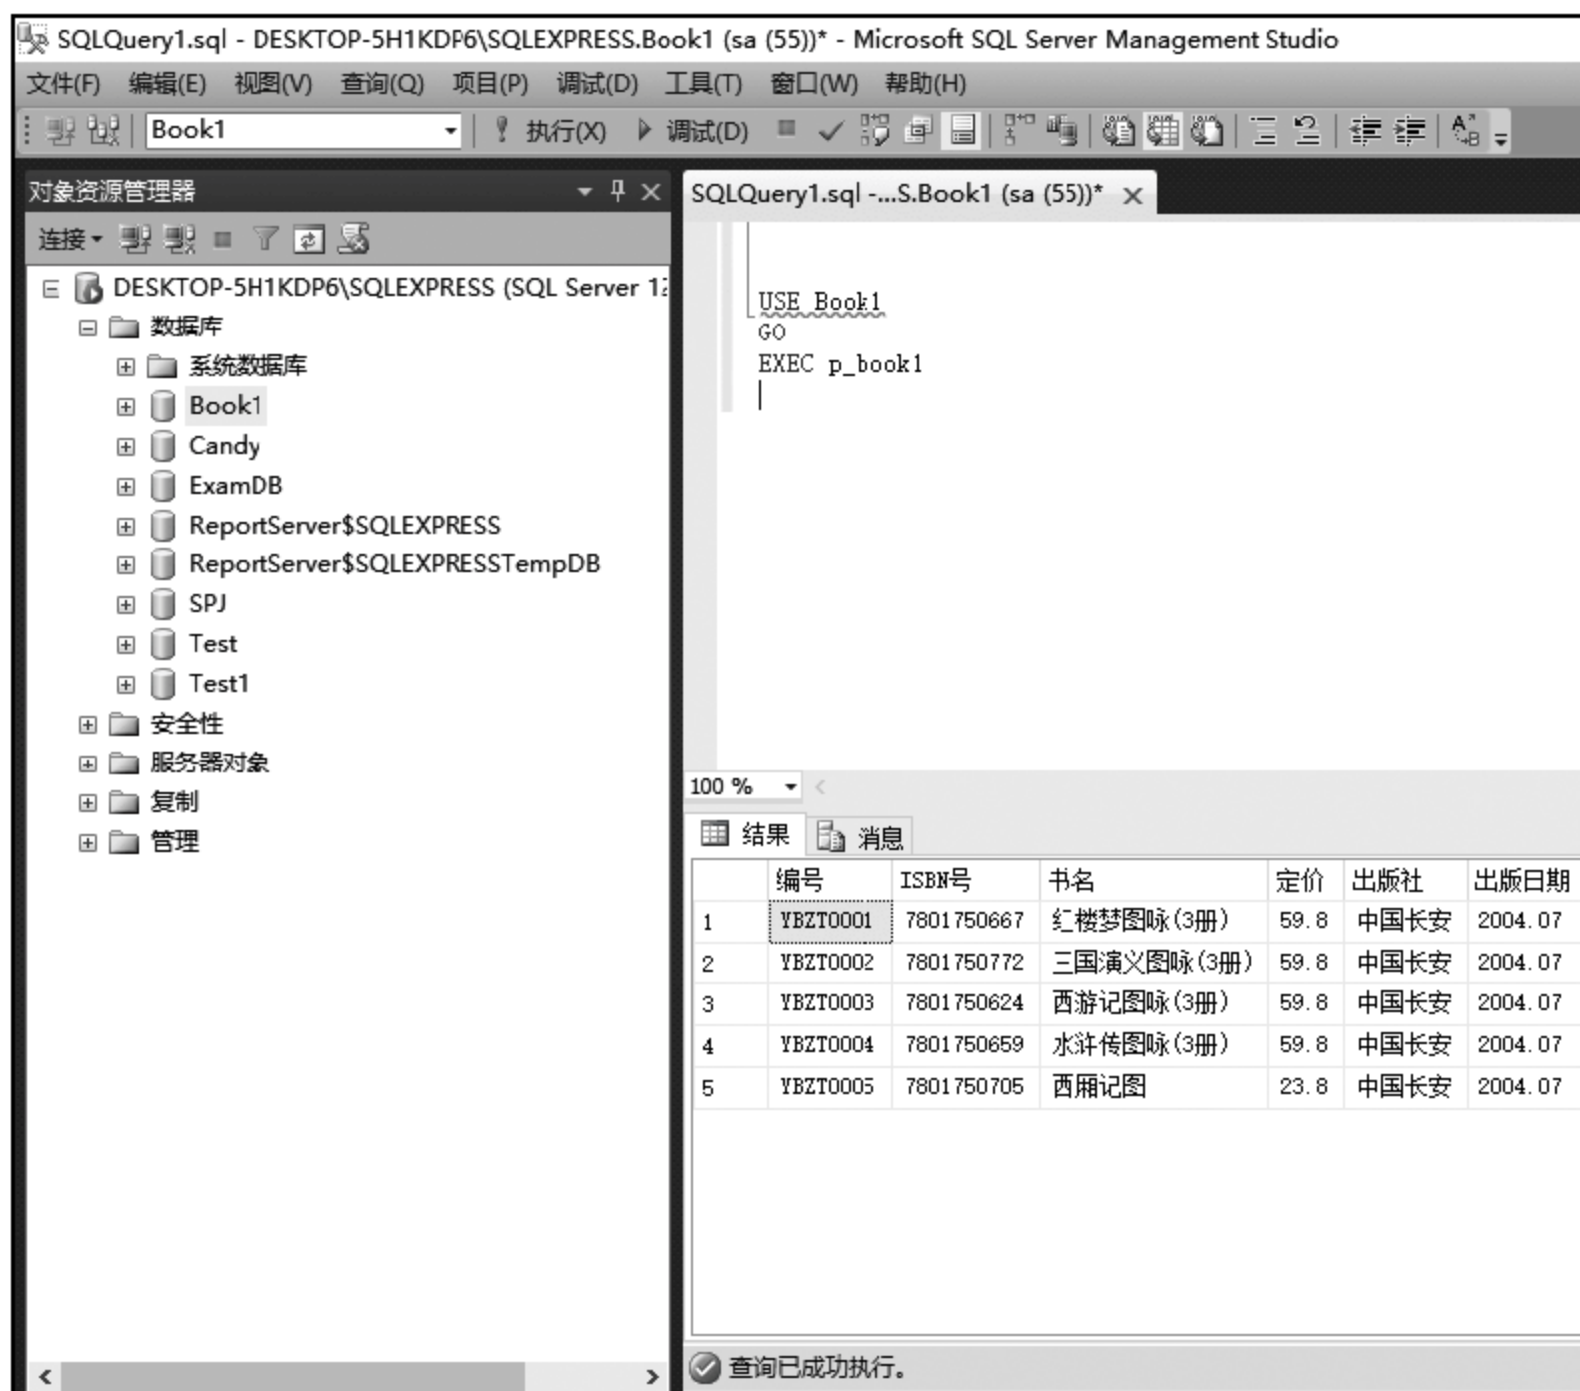 SQLQuery1.sql - DESKTOP-5H1KDP6\SQLEXPRESS.Book1 (sa (55))* - Microsoft SQL Server Management Studio
文件(F) 编辑(E) 视图(V) 查询(Q) 项目(P) 调试(D) 工具(T) 窗口(W) 帮助(H)
Book1 执行(X) 调试(D)
对象资源管理器
连接
DESKTOP-5H1KDP6\SQLEXPRESS (SQL Server 12
数据库
系统数据库
Book1
Candy
ExamDB
ReportServer$SQLEXPRESS
ReportServer$SQLEXPRESSTempDB
SPJ
Test
Test1
安全性
服务器对象
复制
管理
SQLQuery1.sql -...S.Book1 (sa (55))*
USE Book1
GO
EXEC p_book1
100 %
结果 消息
编号 ISBN号 书名 定价 出版社 出版日期
1 YBZT0001 7801750667 红楼梦图咏(3册) 59.8 中国长安 2004.07
2 YBZT0002 7801750772 三国演义图咏(3册) 59.8 中国长安 2004.07
3 YBZT0003 7801750624 西游记图咏(3册) 59.8 中国长安 2004.07
4 YBZT0004 7801750659 水浒传图咏(3册) 59.8 中国长安 2004.07
5 YBZT0005 7801750705 西厢记图 23.8 中国长安 2004.07
查询已成功执行。